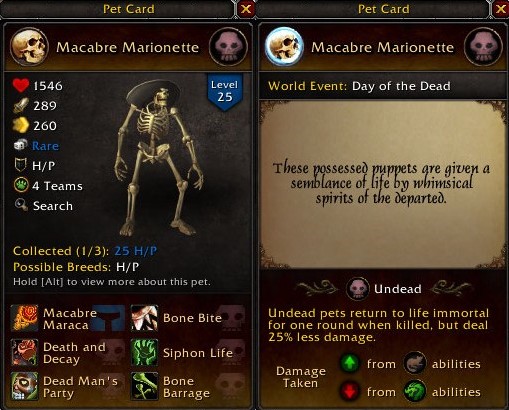 Pet Card
Macabre Marionette
1546
289
260
Rare
H/P
4 Teams
Search
Level
25
Collected (1/3): 25 H/P
Possible Breeds: H/P
Hold [Alt] to view more about this pet.
Macabre
Maraca
Bone Bite
Death and
Decay
Siphon Life
Dead Man's
Party
Bone
Barrage
Pet Card
Macabre Marionette
World Event: Day of the Dead
These possessed puppets are given a
semblance of life by whimsical
spirits of the departed.
Undead
Undead pets return to life immortal
for one round when killed, but deal
25% less damage.
Damage
Taken
from abilities
from abilities